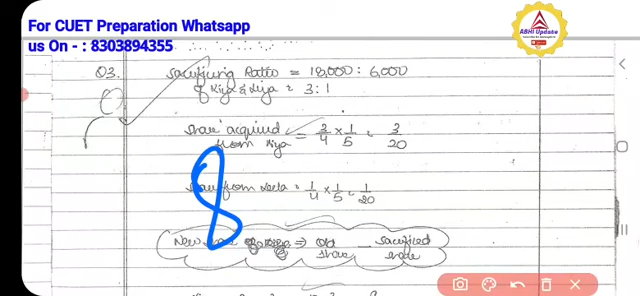 For CUET Preparation Whatsapp
us On - : 8303894355
ABHI Update
Q3. Sacrificing Ratio = 18,000 : 6,000
of Riya & Liya = 3:1
Share acquired = 3/4 × 1/5 = 3/20
from Riya
from = 1/4 × 1/5 = 1/20
8
New ⇒ Old sacrificed
share share